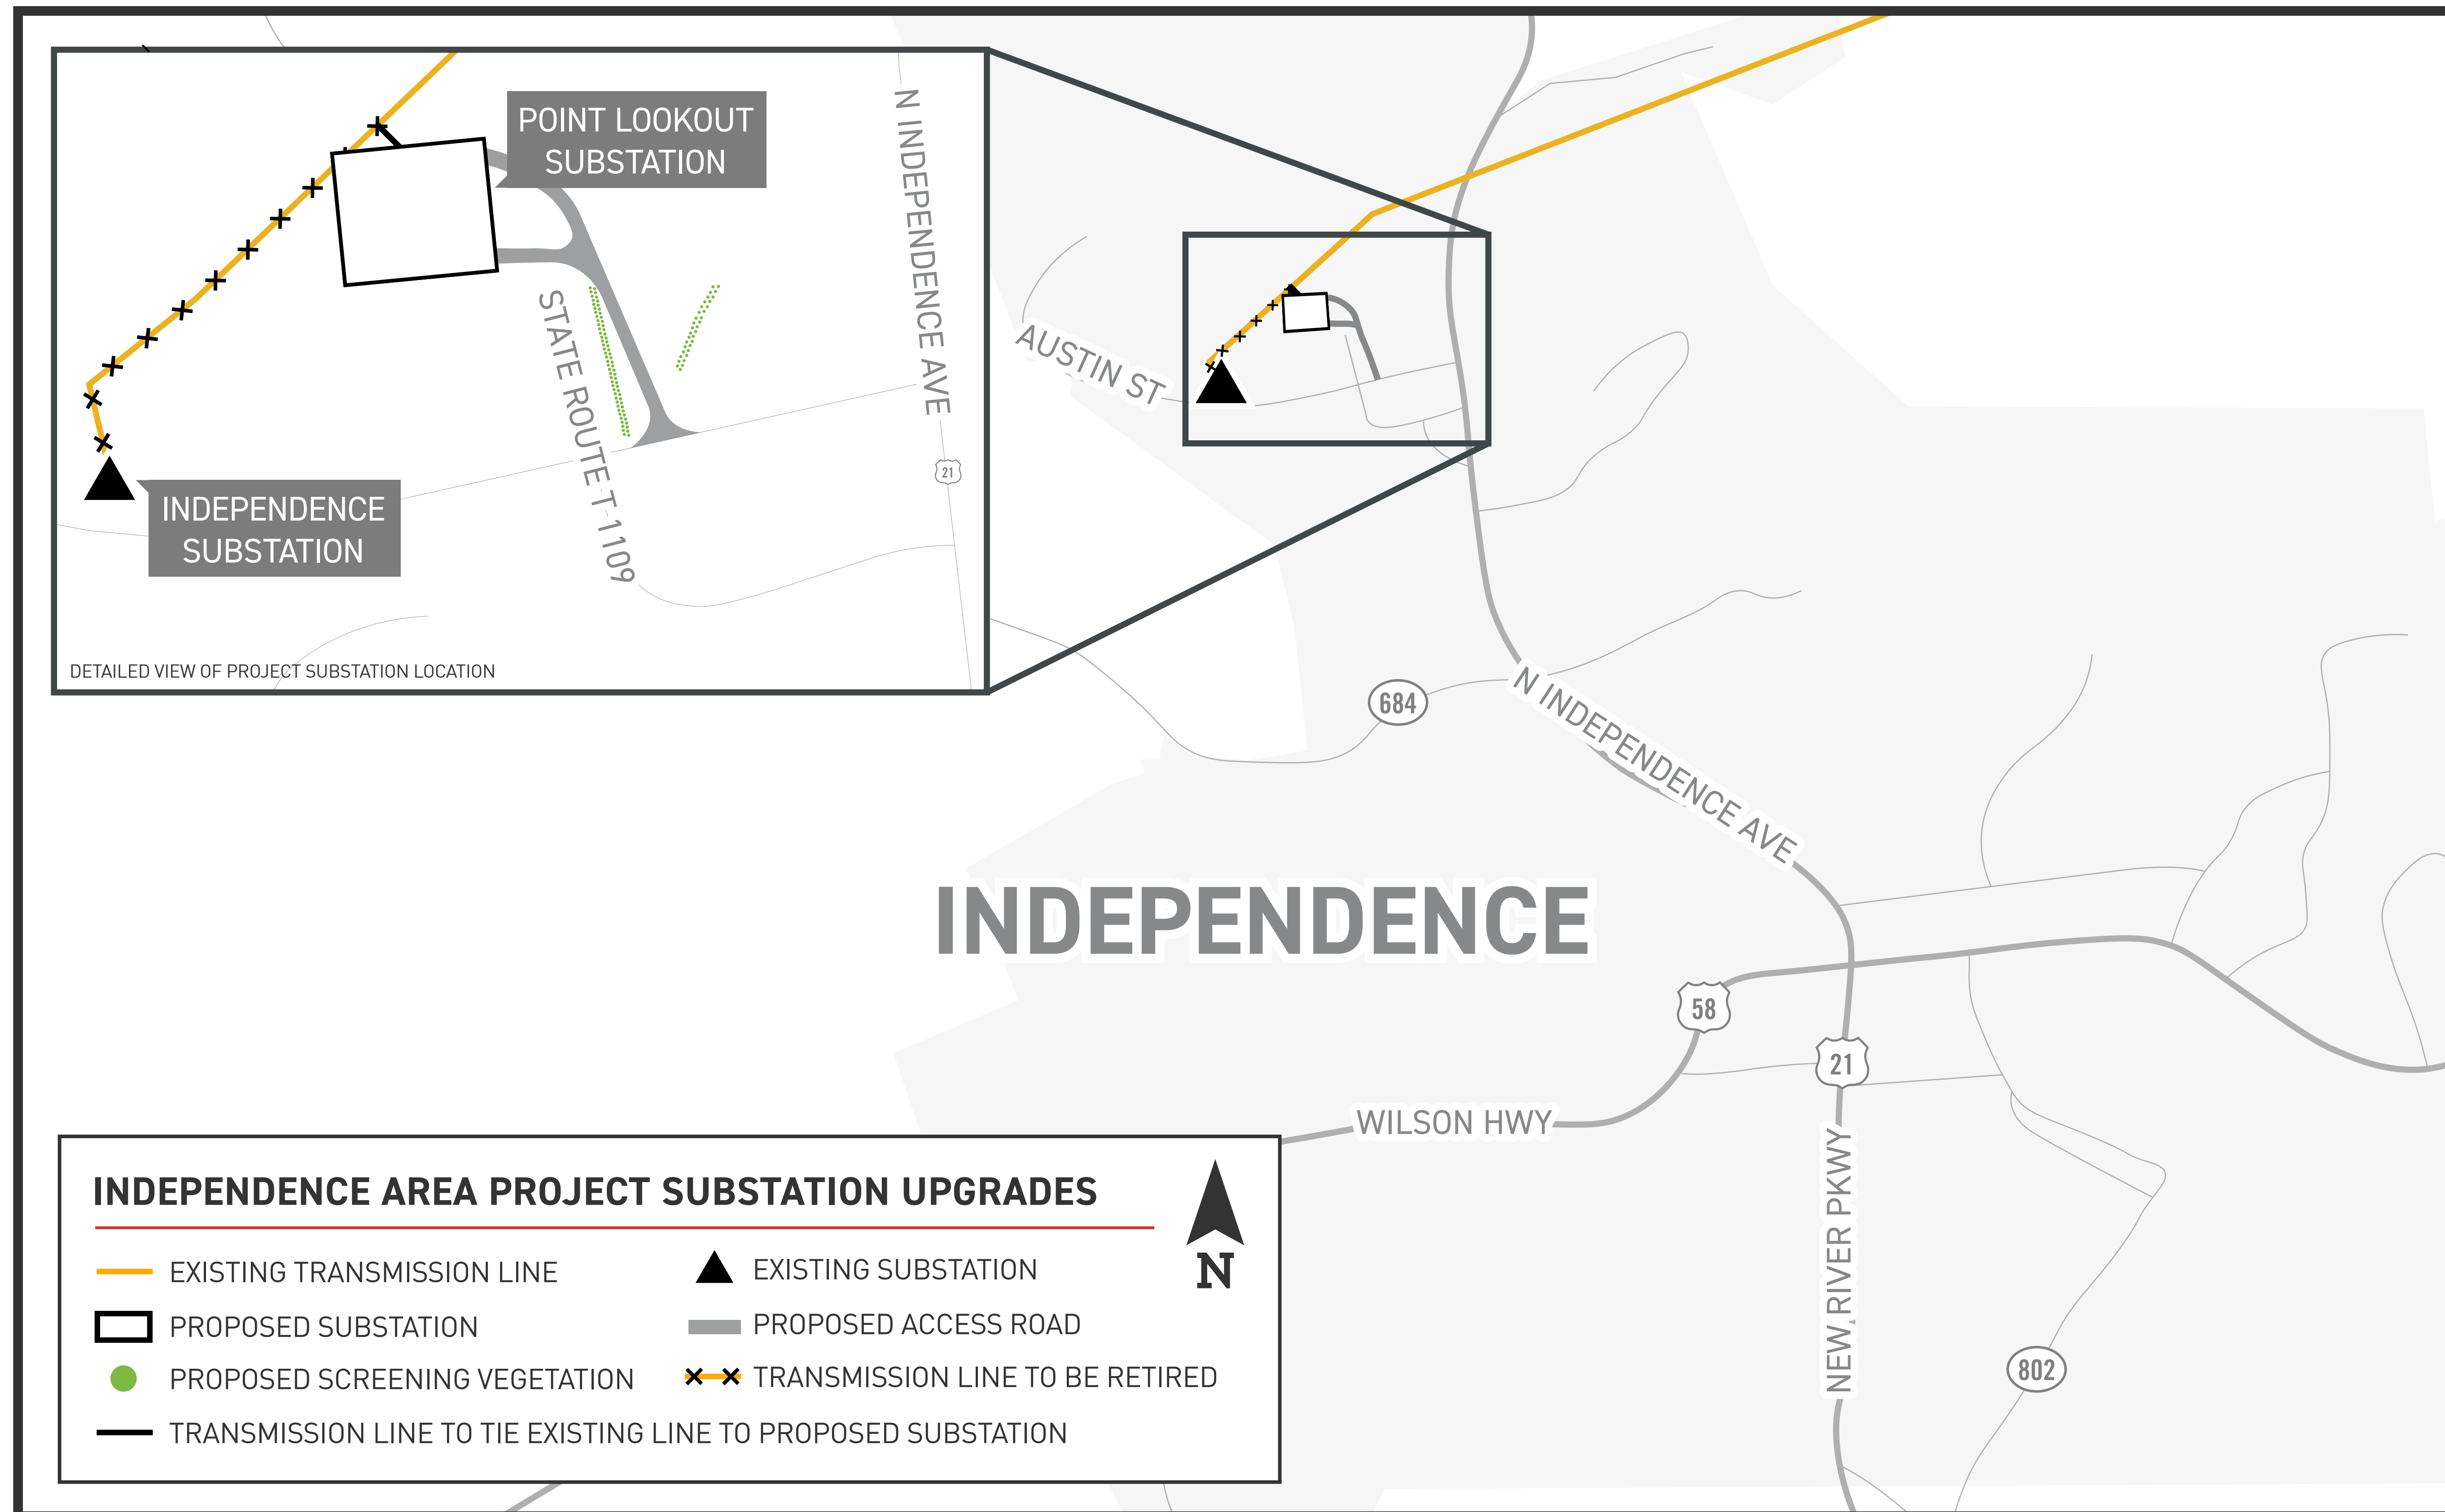 POINT LOOKOUT
SUBSTATION
N INDEPENDENCE AVE
STATE ROUTE T 1109
21
INDEPENDENCE
SUBSTATION
DETAILED VIEW OF PROJECT SUBSTATION LOCATION
AUSTIN ST
684
N INDEPENDENCE AVE
INDEPENDENCE
58
21
WILSON HWY
NEW RIVER PKWY
802
INDEPENDENCE AREA PROJECT SUBSTATION UPGRADES
N
EXISTING TRANSMISSION LINE
EXISTING SUBSTATION
PROPOSED SUBSTATION
PROPOSED ACCESS ROAD
PROPOSED SCREENING VEGETATION
TRANSMISSION LINE TO BE RETIRED
TRANSMISSION LINE TO TIE EXISTING LINE TO PROPOSED SUBSTATION